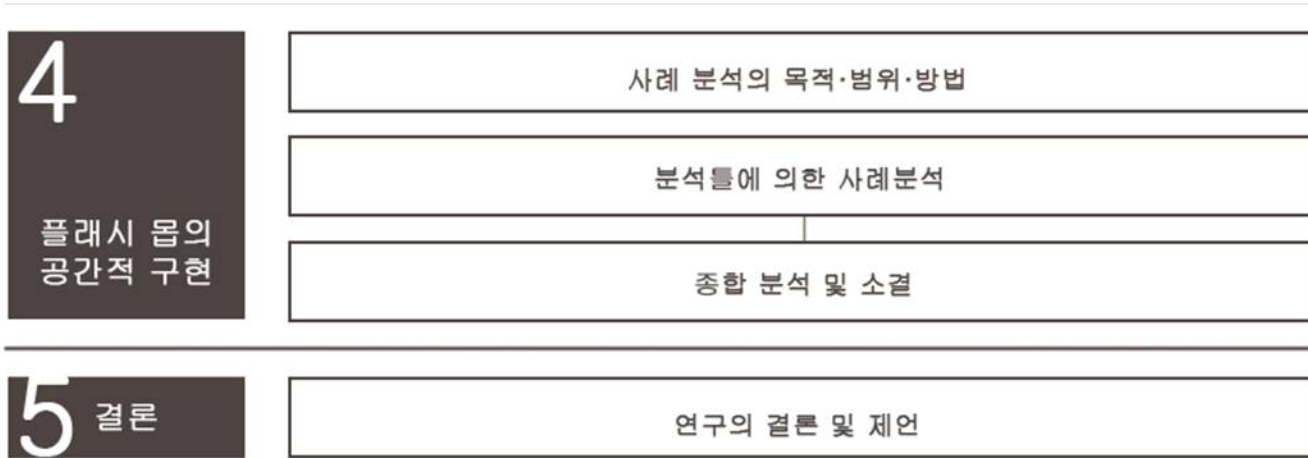 4
플래시 몹의
공간적 구현
사례 분석의 목적·범위·방법
분석틀에 의한 사례분석
종합 분석 및 소결
5 결론
연구의 결론 및 제언